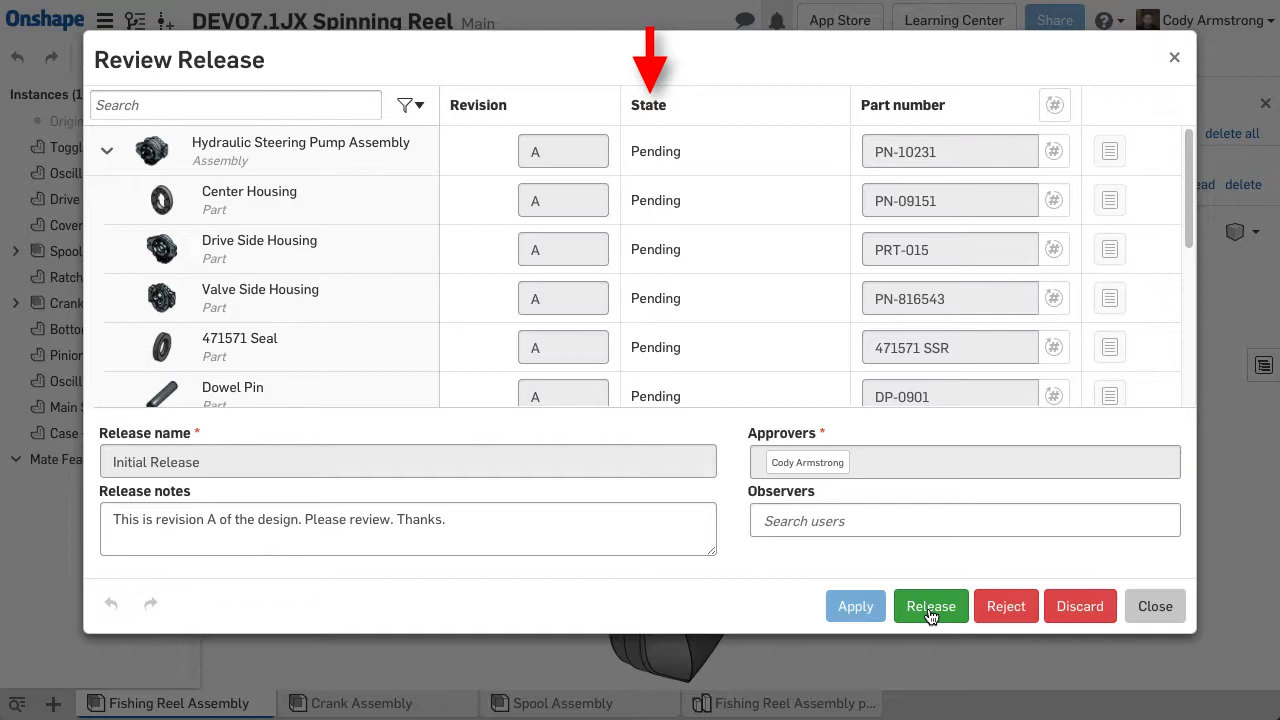 Onshape
DEVO7.1JX Spinning Reel Main
App Store
Learning Center
Share
Cody Armstrong
Review Release
Search
Revision
State
Part number
Hydraulic Steering Pump Assembly
Assembly
A
Pending
PN-10231
Center Housing
Part
A
Pending
PN-09151
Drive Side Housing
Part
A
Pending
PRT-015
Valve Side Housing
Part
A
Pending
PN-816543
471571 Seal
Part
A
Pending
471571 SSR
Dowel Pin
Part
A
Pending
DP-0901
Release name *
Initial Release
Approvers *
Cody Armstrong
Release notes
This is revision A of the design. Please review. Thanks.
Observers
Search users
Apply
Release
Reject
Discard
Close
Instances (1
Origi
Toggl
Oscil
Drive
Cover
Spool
Ratch
Crank
Botto
Pinio
Oscil
Main S
Case -
Mate Fea
delete all
ead delete
Fishing Reel Assembly
Crank Assembly
Spool Assembly
Fishing Reel Assembly p...